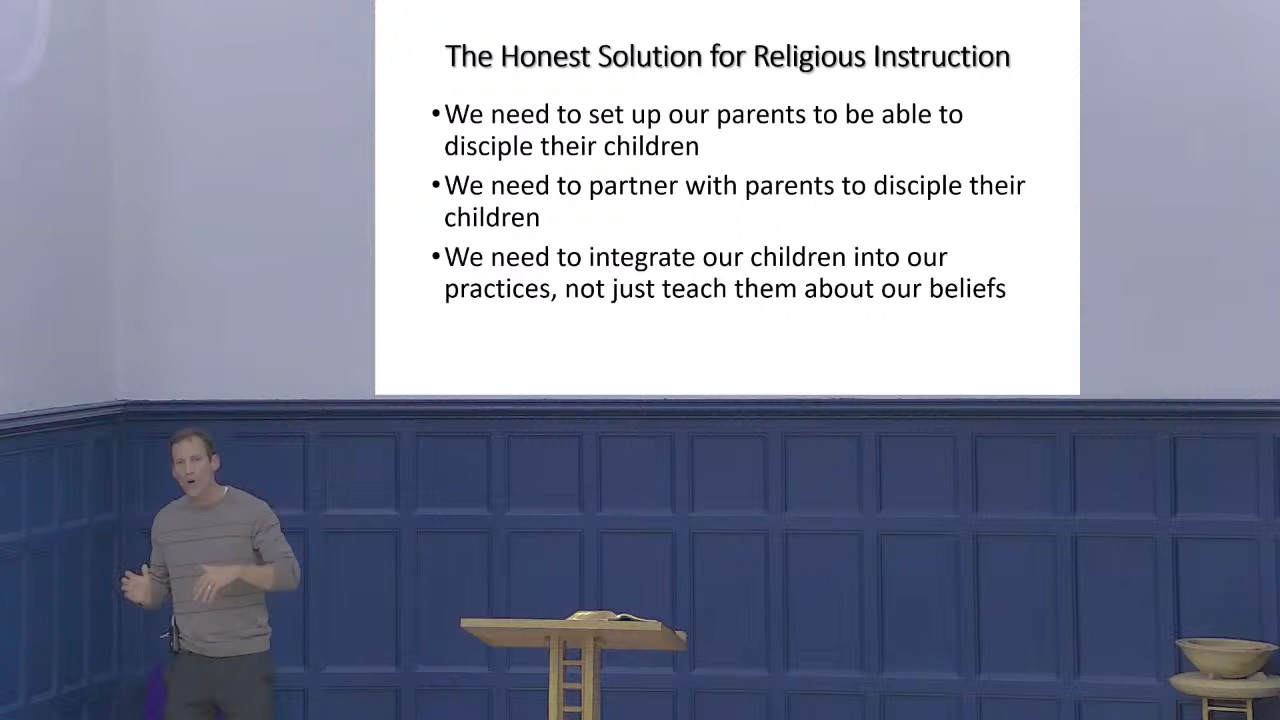 The Honest Solution for Religious Instruction
•We need to set up our parents to be able to
disciple their children
•We need to partner with parents to disciple their
children
•We need to integrate our children into our
practices, not just teach them about our beliefs